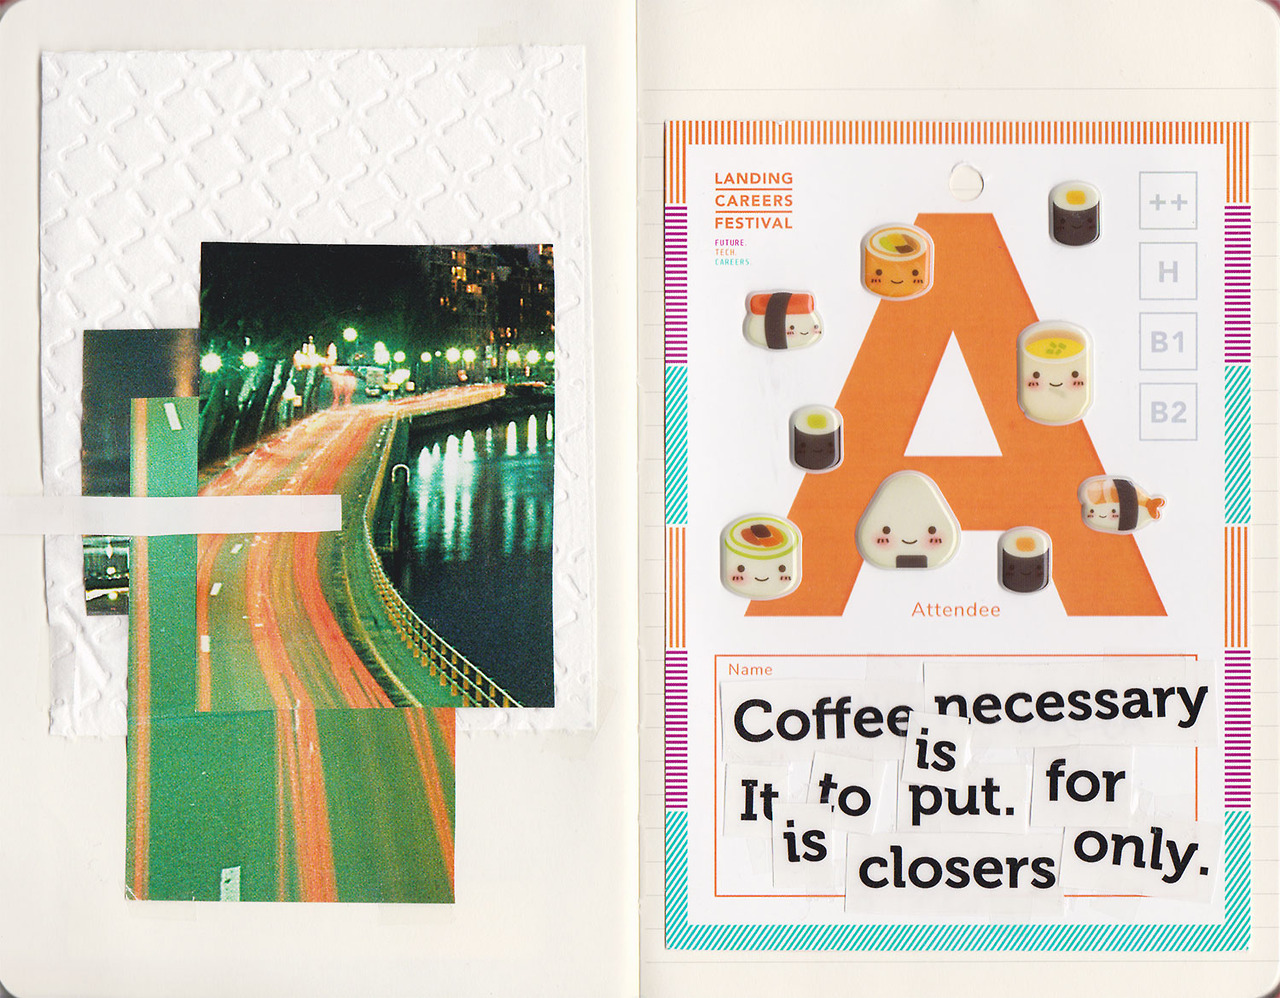 LANDING
CAREERS
FESTIVAL
FUTURE.
TECH.
CAREERS.
++
H
B1
B2
Attendee
Name
Coffee necessary
is
It to put. for
is closers only.